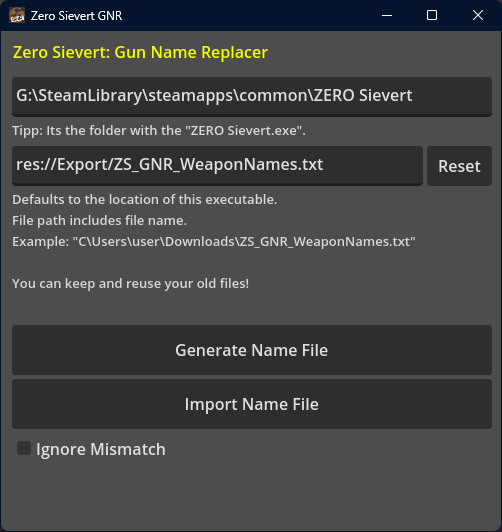 Zero Sievert GNR
Zero Sievert: Gun Name Replacer
G:\SteamLibrary\steamapps\common\ZERO Sievert
Tipp: Its the folder with the "ZERO Sievert.exe".
res://Export/ZS_GNR_WeaponNames.txt
Reset
Defaults to the location of this executable.
File path includes file name.
Example: "C\Users\user\Downloads\ZS_GNR_WeaponNames.txt"
You can keep and reuse your old files!
Generate Name File
Import Name File
Ignore Mismatch